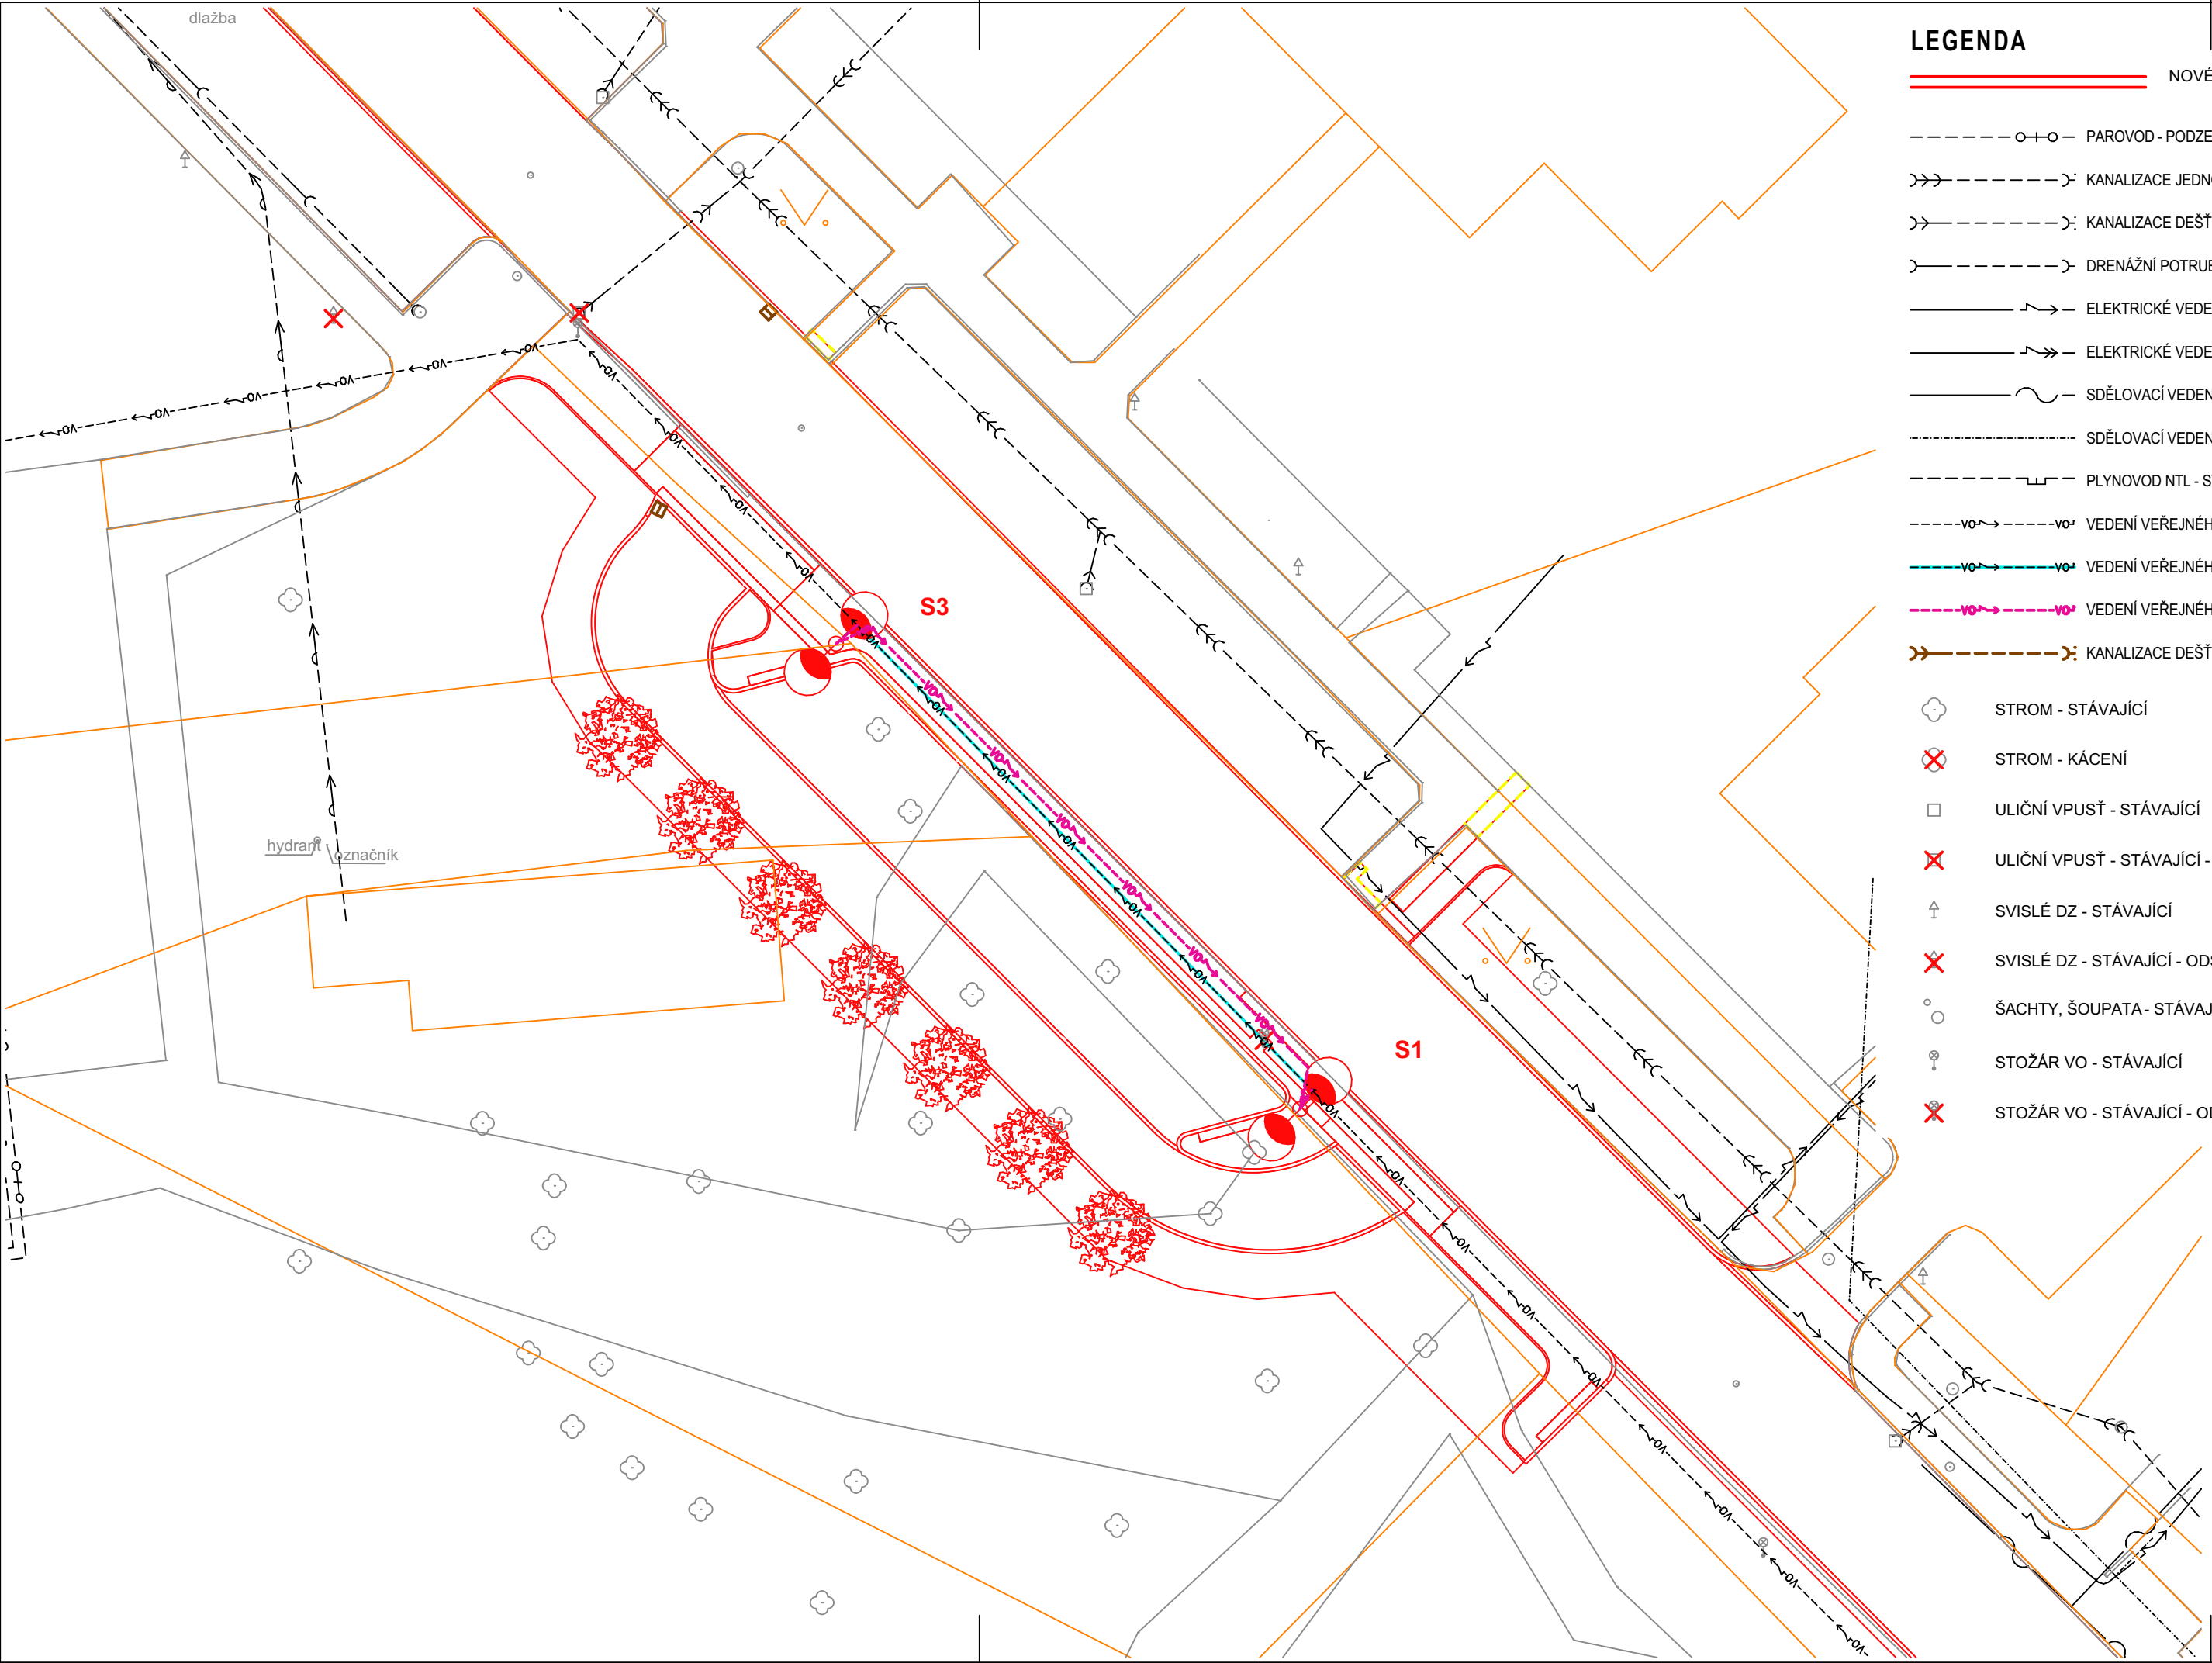 dlažba
LEGENDA
NOVÉ
PAROVOD - PODZE
KANALIZACE JEDN
KANALIZACE DEŠŤ
DRENÁŽNÍ POTRUB
ELEKTRICKÉ VEDE
ELEKTRICKÉ VEDE
SDĚLOVACÍ VEDEN
SDĚLOVACÍ VEDEN
PLYNOVOD NTL - S
VEDENÍ VEŘEJNÉH
VEDENÍ VEŘEJNÉH
VEDENÍ VEŘEJNÉH
KANALIZACE DEŠŤ
STROM - STÁVAJÍCÍ
STROM - KÁCENÍ
ULIČNÍ VPUSŤ - STÁVAJÍCÍ
ULIČNÍ VPUSŤ - STÁVAJÍCÍ -
SVISLÉ DZ - STÁVAJÍCÍ
SVISLÉ DZ - STÁVAJÍCÍ - ODS
ŠACHTY, ŠOUPATA - STÁVAJ
STOŽÁR VO - STÁVAJÍCÍ
STOŽÁR VO - STÁVAJÍCÍ - OD
S3
S1
hydrant
označník